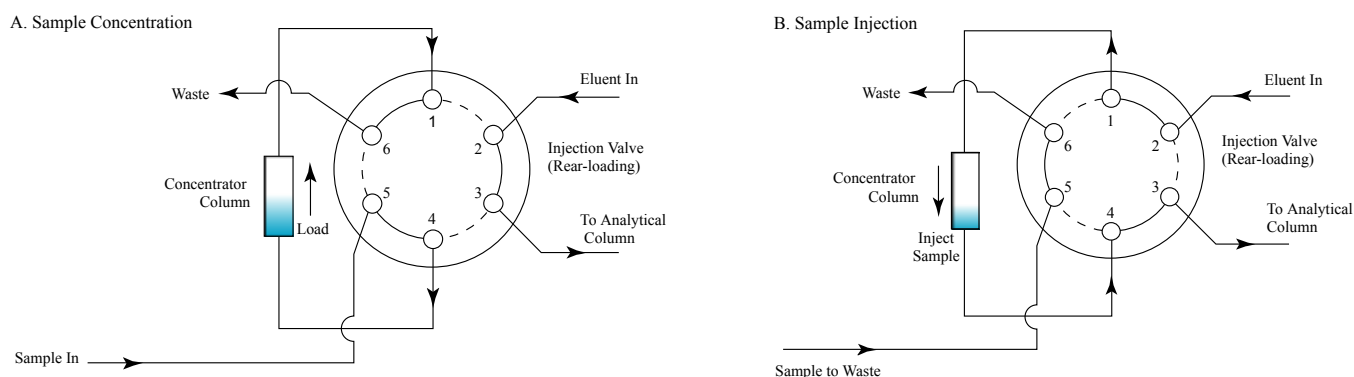 A. Sample Concentration
Waste
Eluent In
1
2
6
Injection Valve
(Rear-loading)
Concentrator
Column
5
3
4
Load
To Analytical
Column
Sample In
B. Sample Injection
Waste
Eluent In
1
2
6
Injection Valve
(Rear-loading)
Concentrator
Column
5
3
4
Inject
Sample
To Analytical
Column
Sample to Waste